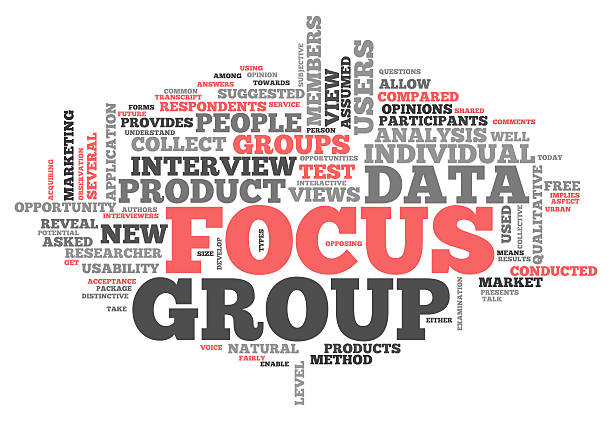 USING
SUBJECTIVE
MEMBERS
VIEW
ASSUMED
USERS
QUESTIONS
AMONG
OPINION
TOWARDS
ALLOW
COMMON
ANSWERS
TRANSCRIPT
SUGGESTED
COMPARED
FORMS
RESPONDENTS
SERVICE
OPINIONS
SHARED
FUTURE
PROVIDES
PEOPLE
PERSON
PARTICIPANTS
COMMENTS
UNDERSTAND
COLLECT
GROUPS
ANALYSIS
WELL
MARKETING
SEVERAL
OBSERVATION
ACQUIRING
APPLICATION
INTERVIEW
OPPORTUNITIES
TEST
INDIVIDUAL
TODAY
PRODUCT
INTERACTIVE
VIEWS
DATA
QUALITATIVE
FREE
IMPLIES
ASPECT
URBAN
OPPORTUNITY
AUTHORS
INTERVIEWERS
REVEAL
POTENTIAL
NEW
FOCUS
USED
COLLECTIVE
ASKED
SIZE
DEVELOP
TYPES
OPPOSING
MEANS
RESULTS
RESEARCHER
GET
USABILITY
CONDUCTED
ACCEPTANCE
PACKAGE
DISTINCTIVE
TAKE
GROUP
EITHER
EXAMINATION
MARKET
PRESENTS
TALK
VOICE
NATURAL
PRODUCTS
FAIRLY
ENABLE
METHOD
LEVEL